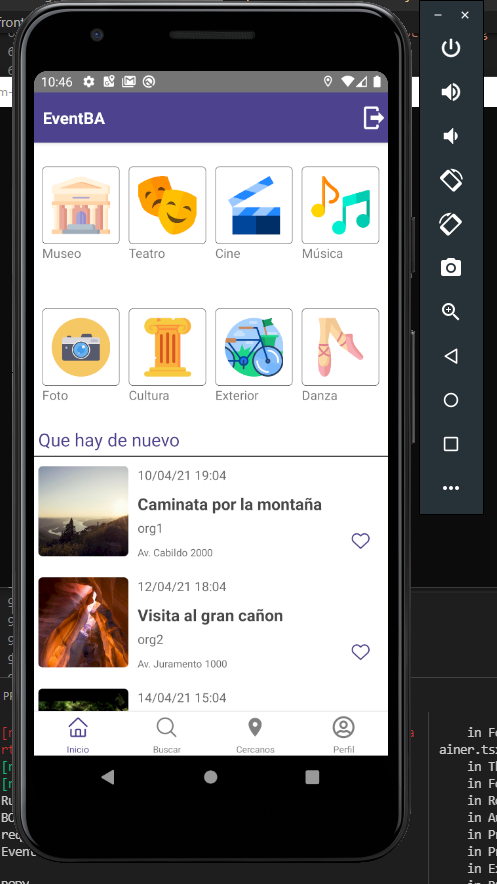 10:46
EventBA
Museo Teatro Cine Música
Foto Cultura Exterior Danza
Que hay de nuevo
10/04/21 19:04
Caminata por la montaña
org1
Av. Cabildo 2000
12/04/21 18:04
Visita al gran cañon
org2
Av. Juramento 1000
14/04/21 15:04
Inicio Buscar Cercanos Perfil
front
ainer.ts
in
in
in
in
in
in
in
in
Event